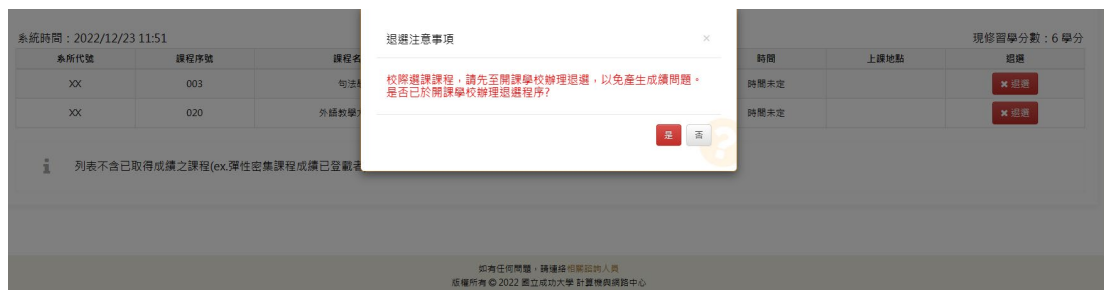 退選注意事項 ×
校際選課課程，請先至開課學校辦理退選，以免產生成績問題。
是否已於開課學校辦理退選程序?
是 否
系統時間：2022/12/23 11:51 現修習學分數：6 學分
系所代號 課程序號 課程名 時間 上課地點 退選
XX 003 句法 時間未定 ✖ 退選
XX 020 外語教學 時間未定 ✖ 退選
列表不含已取得成績之課程(ex.彈性密集課程成績已登載者
如有任何問題，請連絡相關諮詢人員
版權所有 © 2022 國立成功大學 計算機與網路中心